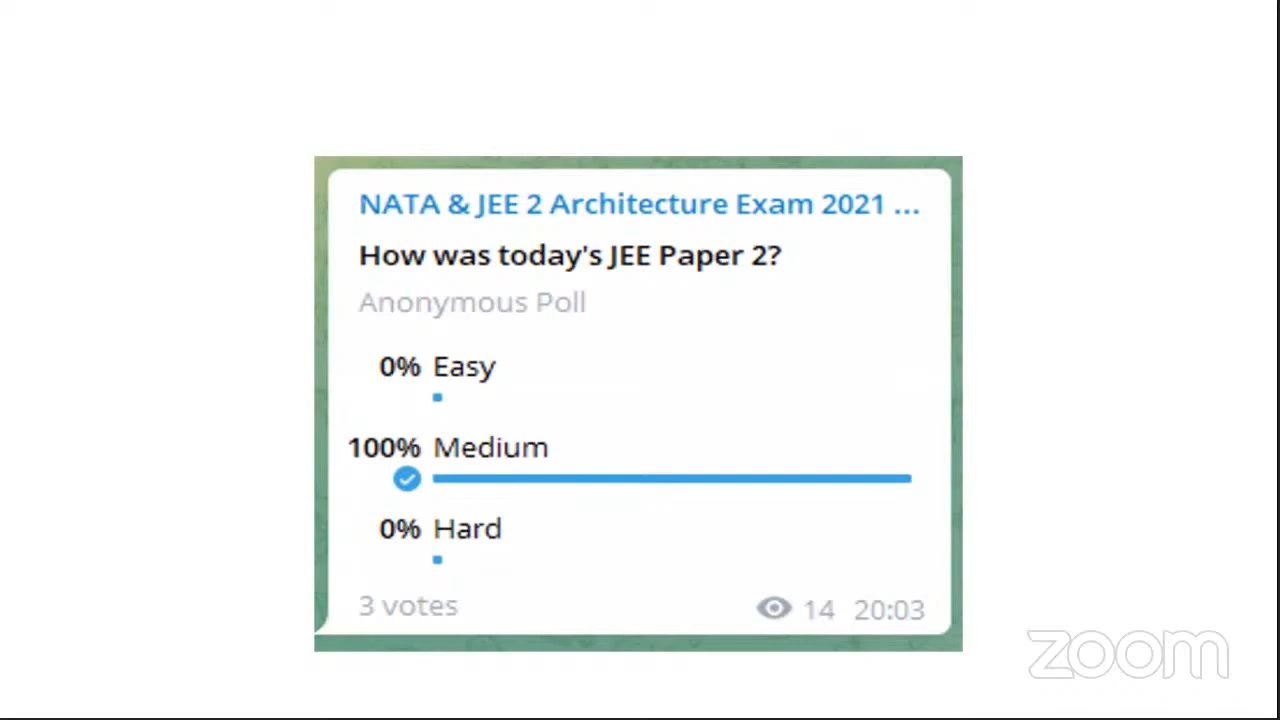 NATA & JEE 2 Architecture Exam 2021 ...
How was today's JEE Paper 2?
Anonymous Poll
0% Easy
100% Medium
0% Hard
3 votes 14 20:03
zoom